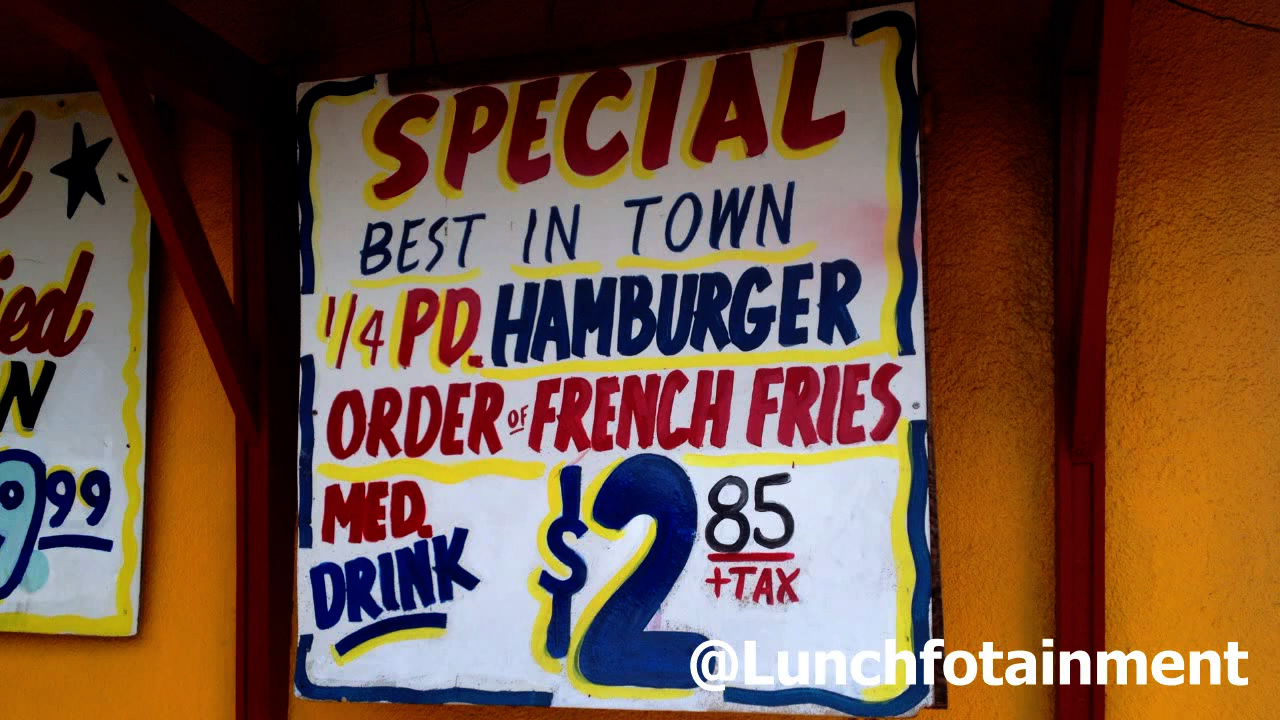 SPECIAL
BEST IN TOWN
1/4 PD. HAMBURGER
ORDER OF FRENCH FRIES
MED.
DRINK
$2 85
+TAX
99
@Lunchfotainment